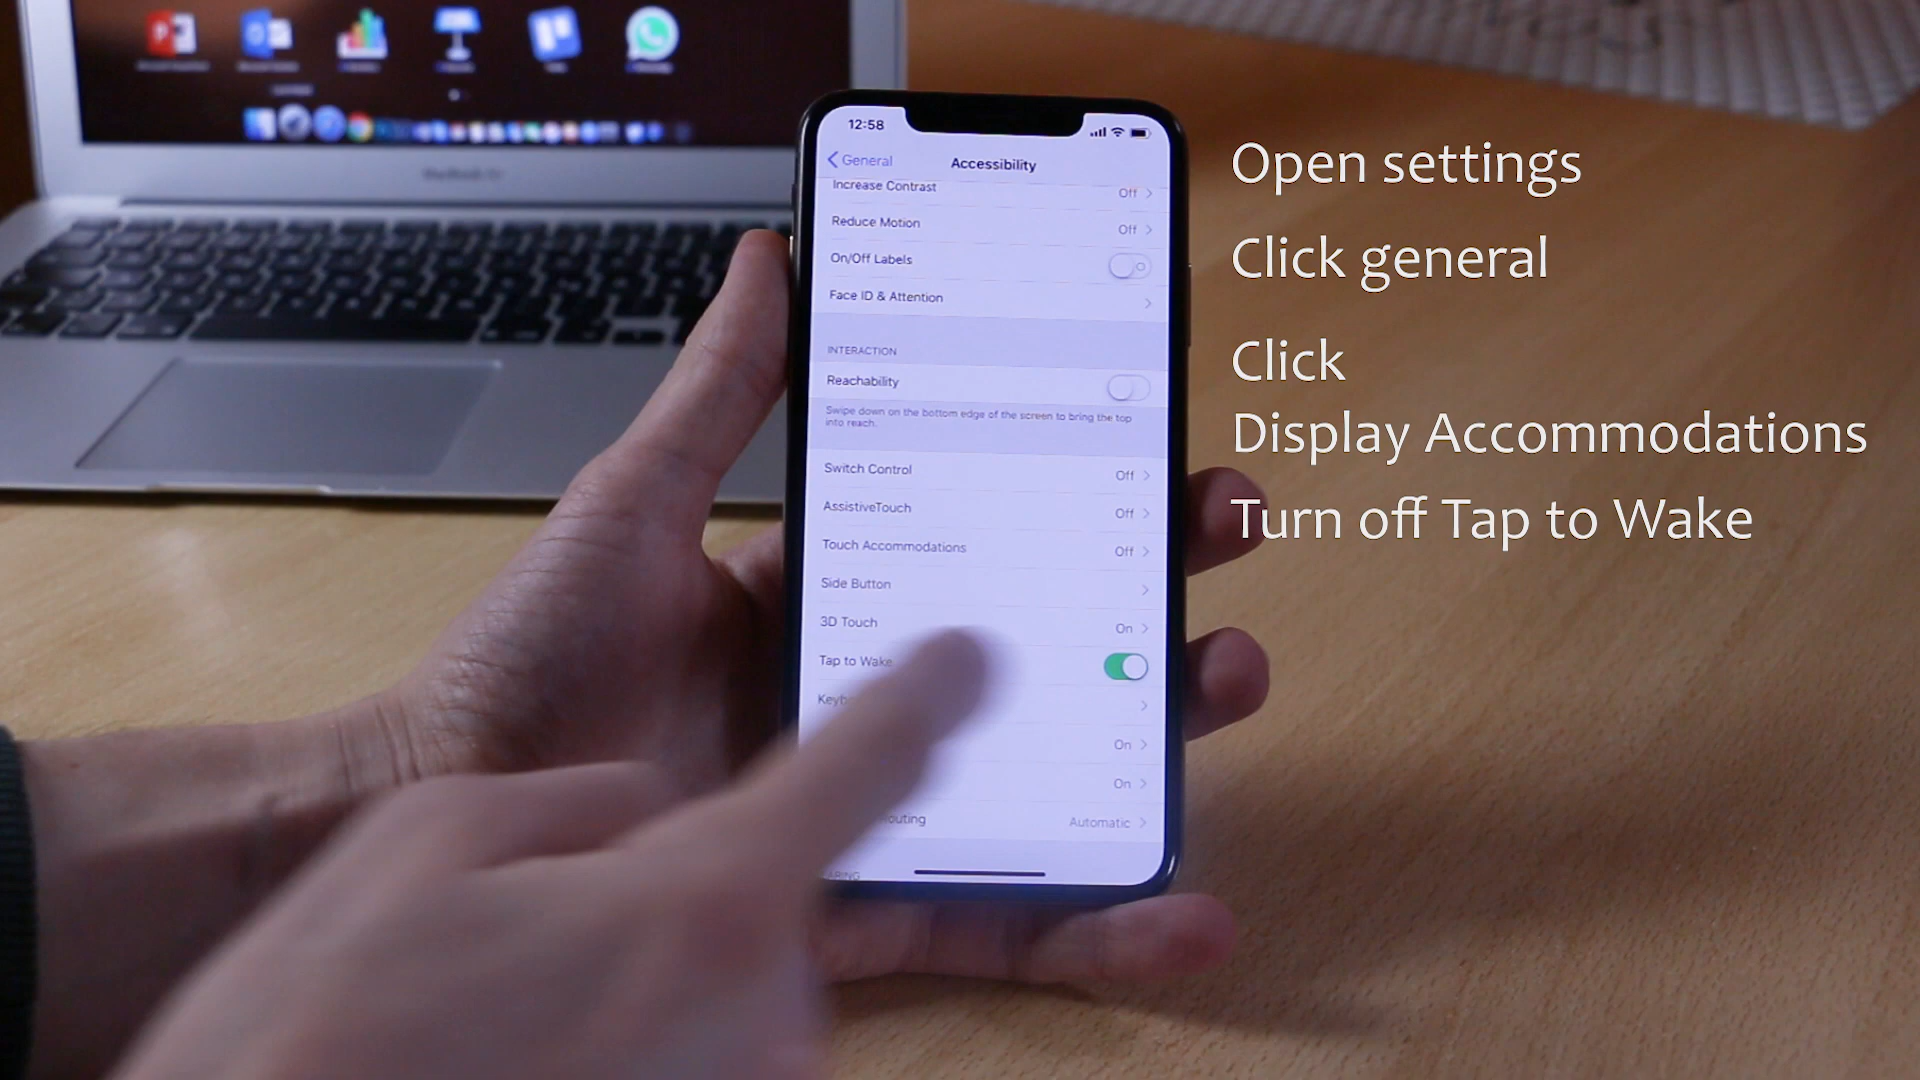 12:58
General
Accessibility
Increase Contrast
Off
Reduce Motion
Off
On/Off Labels
Face ID & Attention
INTERACTION
Reachability
Swipe down on the bottom edge of the screen to bring the top
into reach.
Switch Control
Off
AssistiveTouch
Off
Touch Accommodations
Off
Side Button
3D Touch
On
Tap to Wake
On
On
Automatic
Open settings
Click general
Click
Display Accommodations
Turn off Tap to Wake